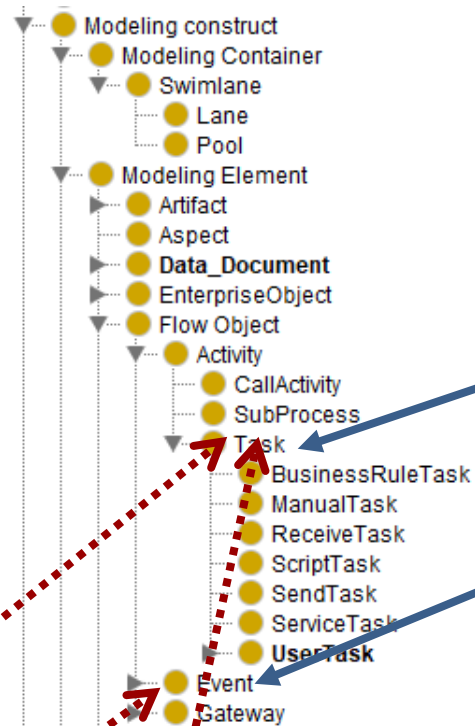 Modeling construct
Modeling Container
Swimlane
Lane
Pool
Modeling Element
Artifact
Aspect
Data_Document
EnterpriseObject
Flow Object
Activity
CallActivity
SubProcess
Task
BusinessRuleTask
ManualTask
ReceiveTask
ScriptTask
SendTask
ServiceTask
UserTask
Event
Gateway